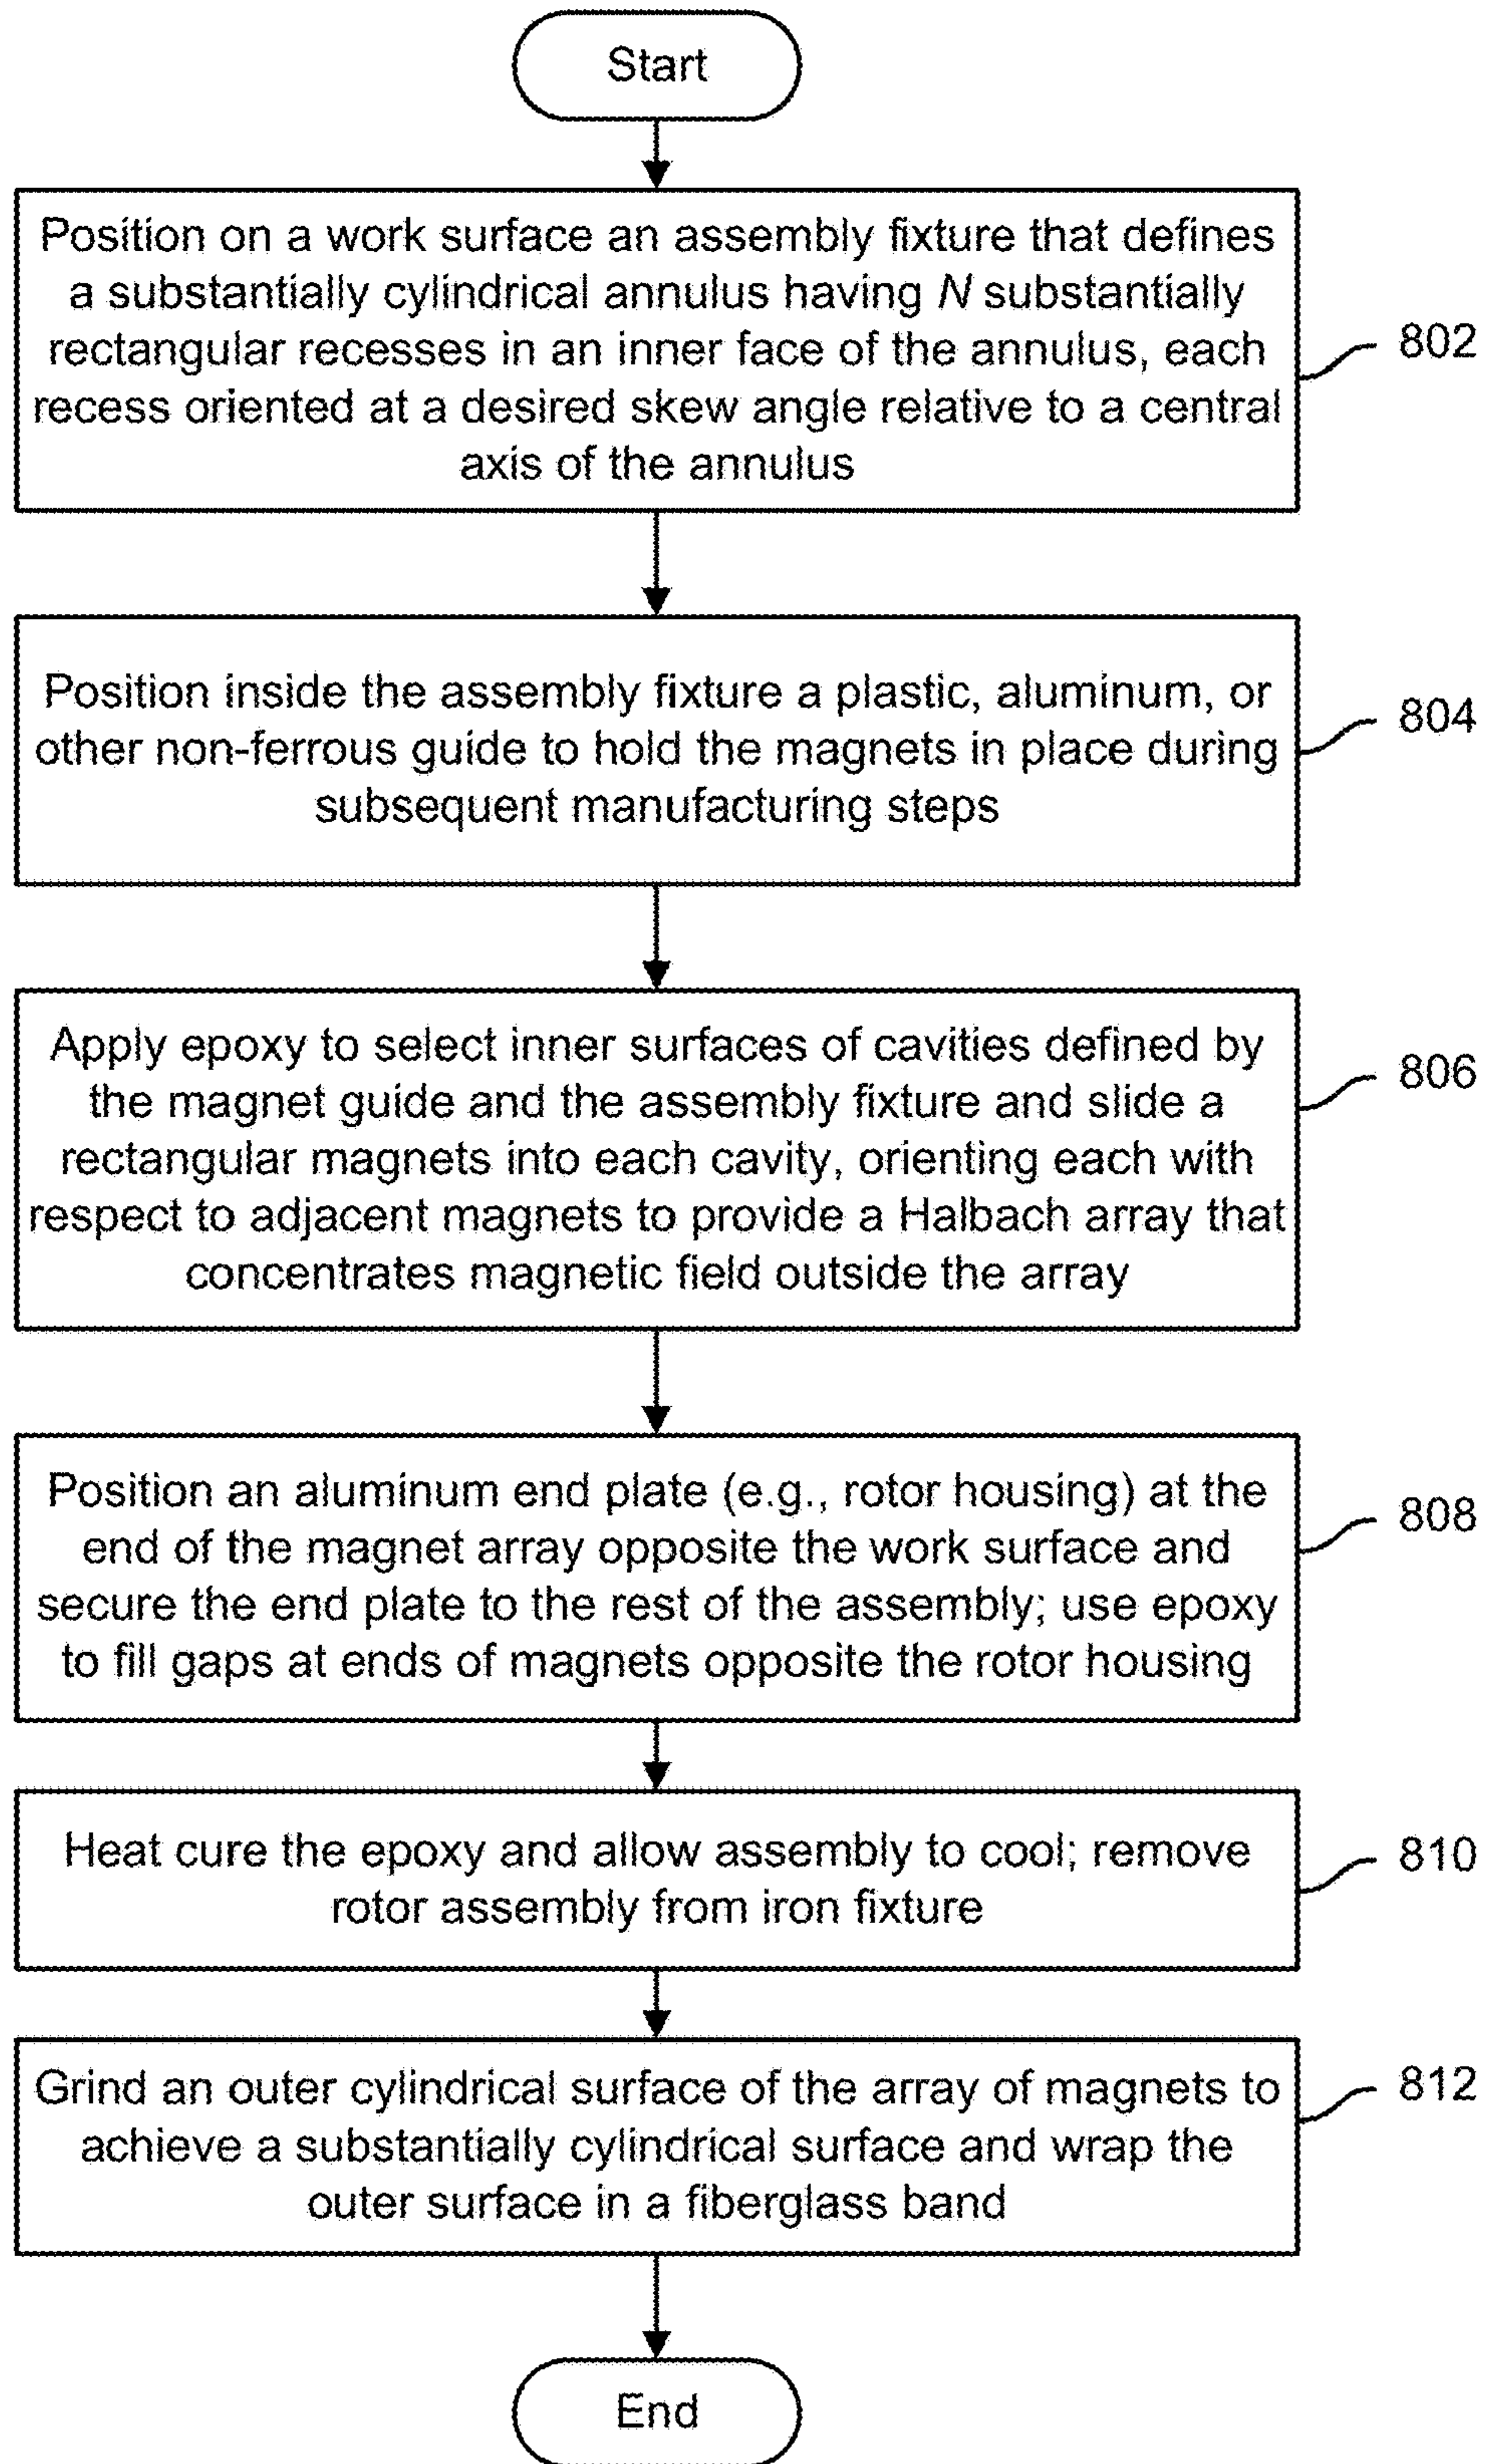 Start
Position on a work surface an assembly fixture that defines
a substantially cylindrical annulus having N substantially
rectangular recesses in an inner face of the annulus, each
recess oriented at a desired skew angle relative to a central
axis of the annulus
802
Position inside the assembly fixture a plastic, aluminum, or
other non-ferrous guide to hold the magnets in place during
subsequent manufacturing steps
804
Apply epoxy to select inner surfaces of cavities defined by
the magnet guide and the assembly fixture and slide a
rectangular magnets into each cavity, orienting each with
respect to adjacent magnets to provide a Halbach array that
concentrates magnetic field outside the array
806
Position an aluminum end plate (e.g., rotor housing) at the
end of the magnet array opposite the work surface and
secure the end plate to the rest of the assembly; use epoxy
to fill gaps at ends of magnets opposite the rotor housing
808
Heat cure the epoxy and allow assembly to cool; remove
rotor assembly from iron fixture
810
Grind an outer cylindrical surface of the array of magnets to
achieve a substantially cylindrical surface and wrap the
outer surface in a fiberglass band
812
End